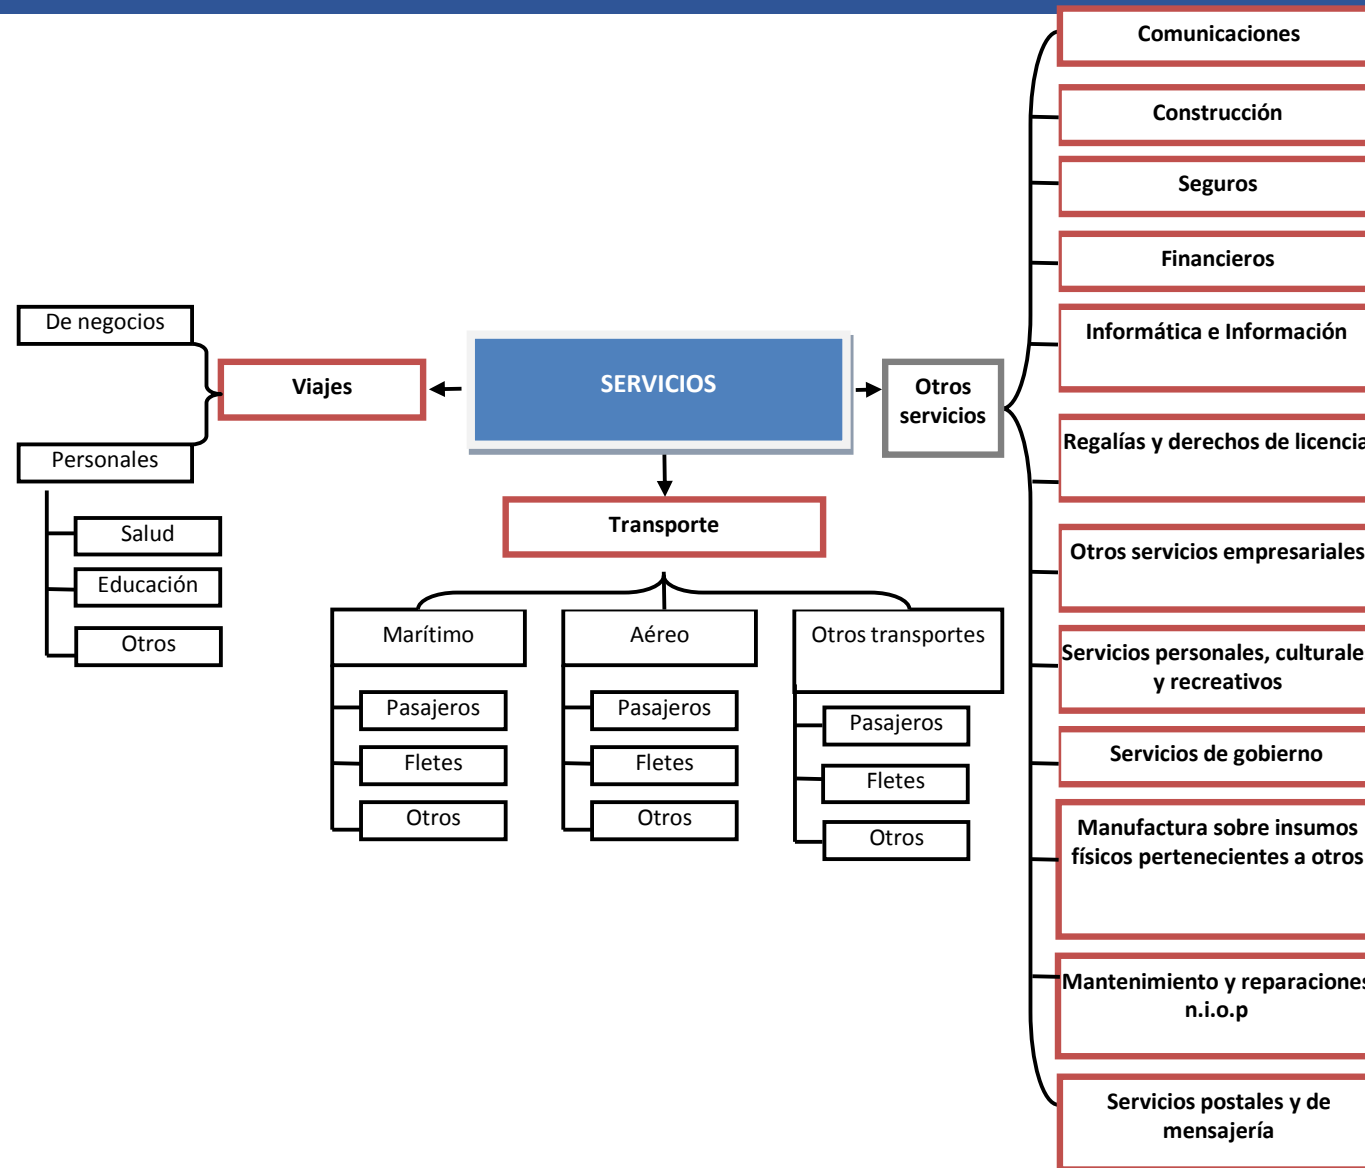 Comunicaciones
Construcción
Seguros
Financieros
Informática e Información
Regalías y derechos de licencia
Otros servicios empresariales
Servicios personales, culturale
y recreativos
Servicios de gobierno
Manufactura sobre insumos
físicos pertenecientes a otros
Mantenimiento y reparaciones
n.i.o.p
Servicios postales y de
mensajería
SERVICIOS
Otros
servicios
Viajes
De negocios
Personales
Salud
Educación
Otros
Transporte
Marítimo
Pasajeros
Fletes
Otros
Aéreo
Pasajeros
Fletes
Otros
Otros transportes
Pasajeros
Fletes
Otros